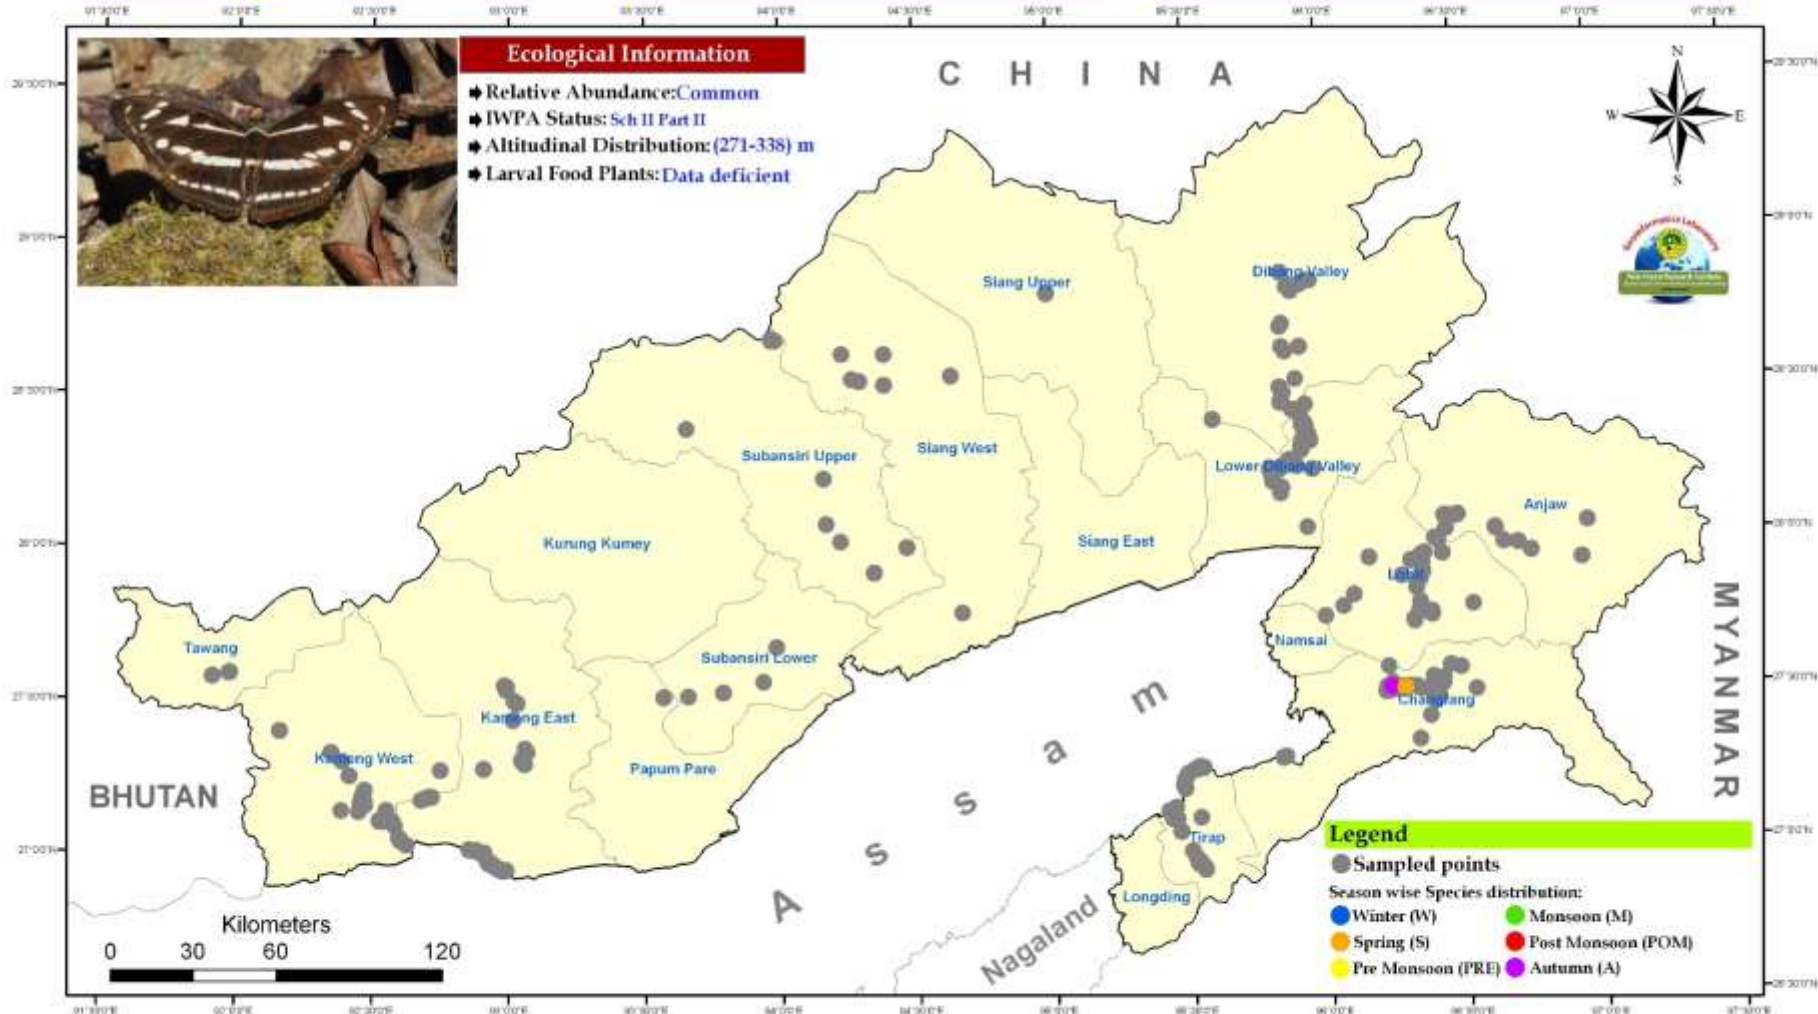 Ecological Information
Relative Abundance:Common
IWPA Status: Sch II Part II
Altitudinal Distribution:(271-338) m
Larval Food Plants:Data deficient
CHINA
N
W
E
S
Siang Upper
Dibang Valley
Subansiri Upper
Siang West
Lower Dibang Valley
Anjaw
Kurung Kumey
Siang East
Lohit
Namsai
MYANMAR
Tawang
Subansiri Lower
Changlang
Kameng East
Kameng West
Papum Pare
BHUTAN
Assam
Tirap
Longding
Nagaland
Legend
Sampled points
Season wise Species distribution:
Winter (W)
Monsoon (M)
Spring (S)
Post Monsoon (POM)
Pre Monsoon (PRE)
Autumn (A)
Kilometers
0 30 60 120